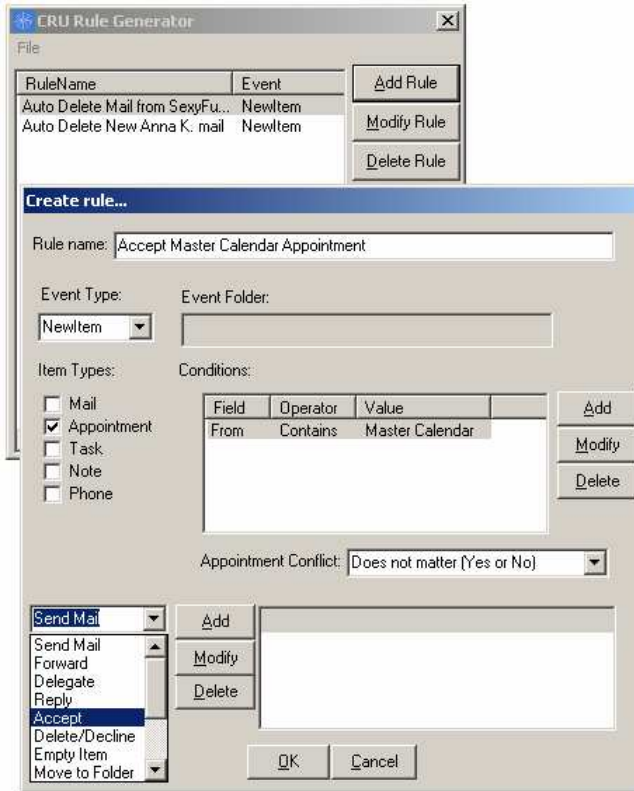 CRU Rule Generator
File
RuleName Event
Auto Delete Mail from SexyFu... NewItem
Auto Delete New Anna K. mail NewItem
Add Rule
Modify Rule
Delete Rule
Create rule...
Rule name: Accept Master Calendar Appointment
Event Type: Event Folder:
NewItem
Item Types: Conditions:
Mail
Appointment
Task
Note
Phone
Field Operator Value
From Contains Master Calendar
Add
Modify
Delete
Appointment Conflict: Does not matter (Yes or No)
Send Mail
Send Mail
Forward
Delegate
Reply
Accept
Delete/Decline
Empty Item
Move to Folder
Add
Modify
Delete
OK Cancel